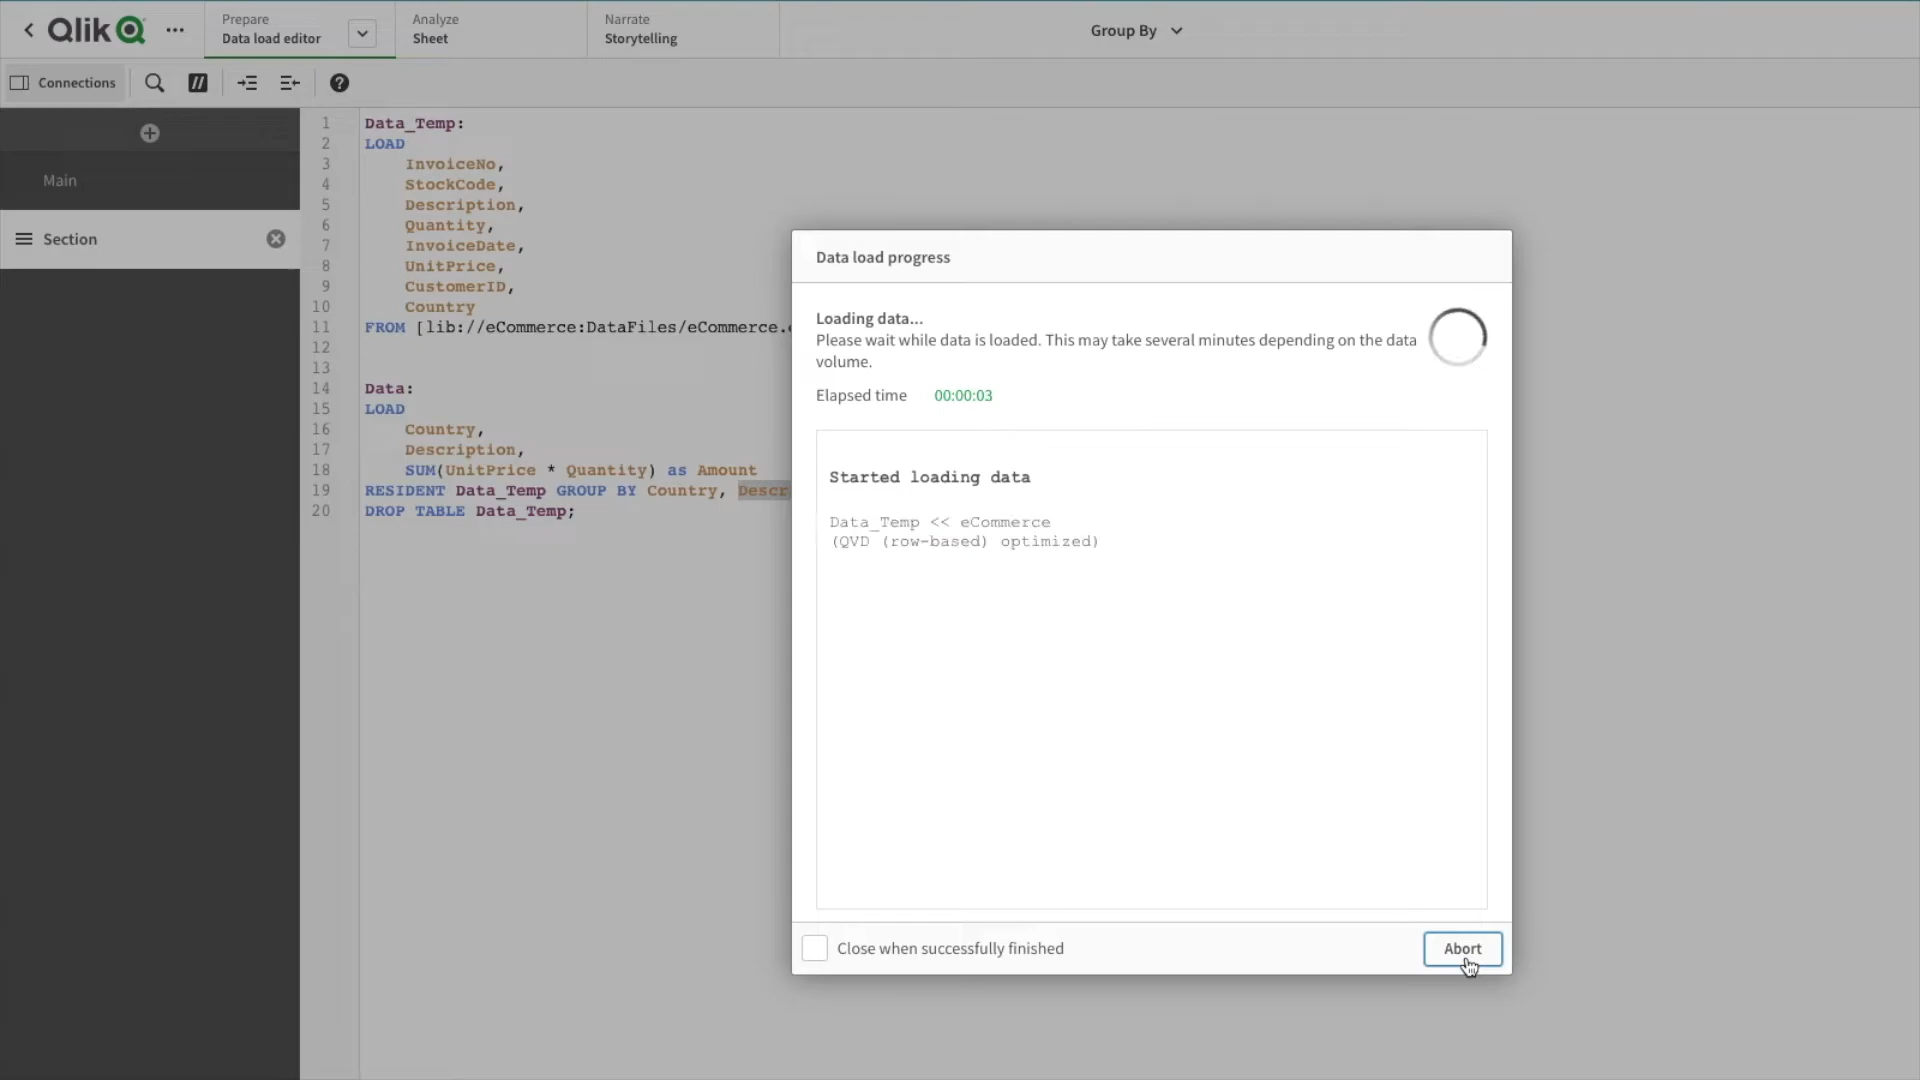 Qlik
Prepare
Data load editor
Analyze
Sheet
Narrate
Storytelling
Group By
Connections
Main
Section
1 Data_Temp:
2 LOAD
3 InvoiceNo,
4 StockCode,
5 Description,
6 Quantity,
7 InvoiceDate,
8 UnitPrice,
9 CustomerID,
10 Country
11 FROM [lib://eCommerce:DataFiles/eCommerce.
12
13
14 Data:
15 LOAD
16 Country,
17 Description,
18 SUM(UnitPrice * Quantity) as Amount
19 RESIDENT Data_Temp GROUP BY Country, Descr
20 DROP TABLE Data_Temp;
Data load progress
Loading data...
Please wait while data is loaded. This may take several minutes depending on the data
volume.
Elapsed time 00:00:03
Started loading data
Data_Temp << eCommerce
(QVD (row-based) optimized)
Close when successfully finished
Abort